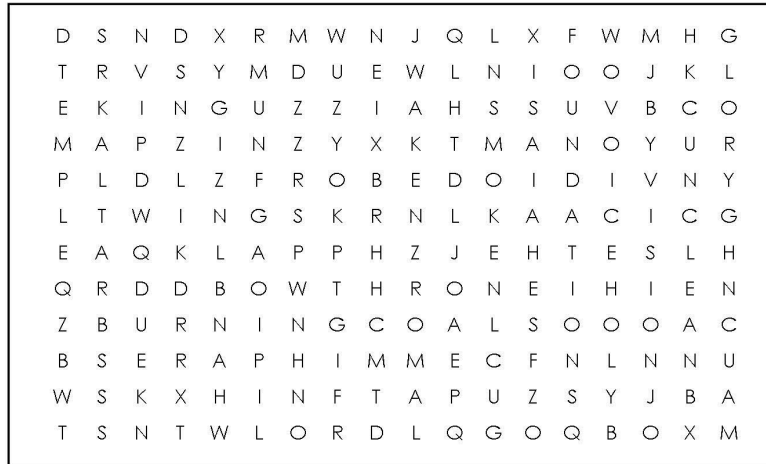 D S N D X R M W N J Q L X F W M H G
T R V S Y M D U E W L N I O O J K L
E K I N G U Z Z I A H S S U V B C O
M A P Z I N Z Y X K T M A N O Y U R
P L D L Z F R O B E D O I D I V N Y
L T W I N G S K R N L K A A C I C G
E A Q K L A P P H Z J E H T E S L H
Q R D D B O W T H R O N E I H I E N
Z B U R N I N G C O A L S O O O A C
B S E R A P H I M M E C F N L N N U
W S K X H I N F T A P U Z S Y J B A
T S N T W L O R D L Q G O Q B O X M